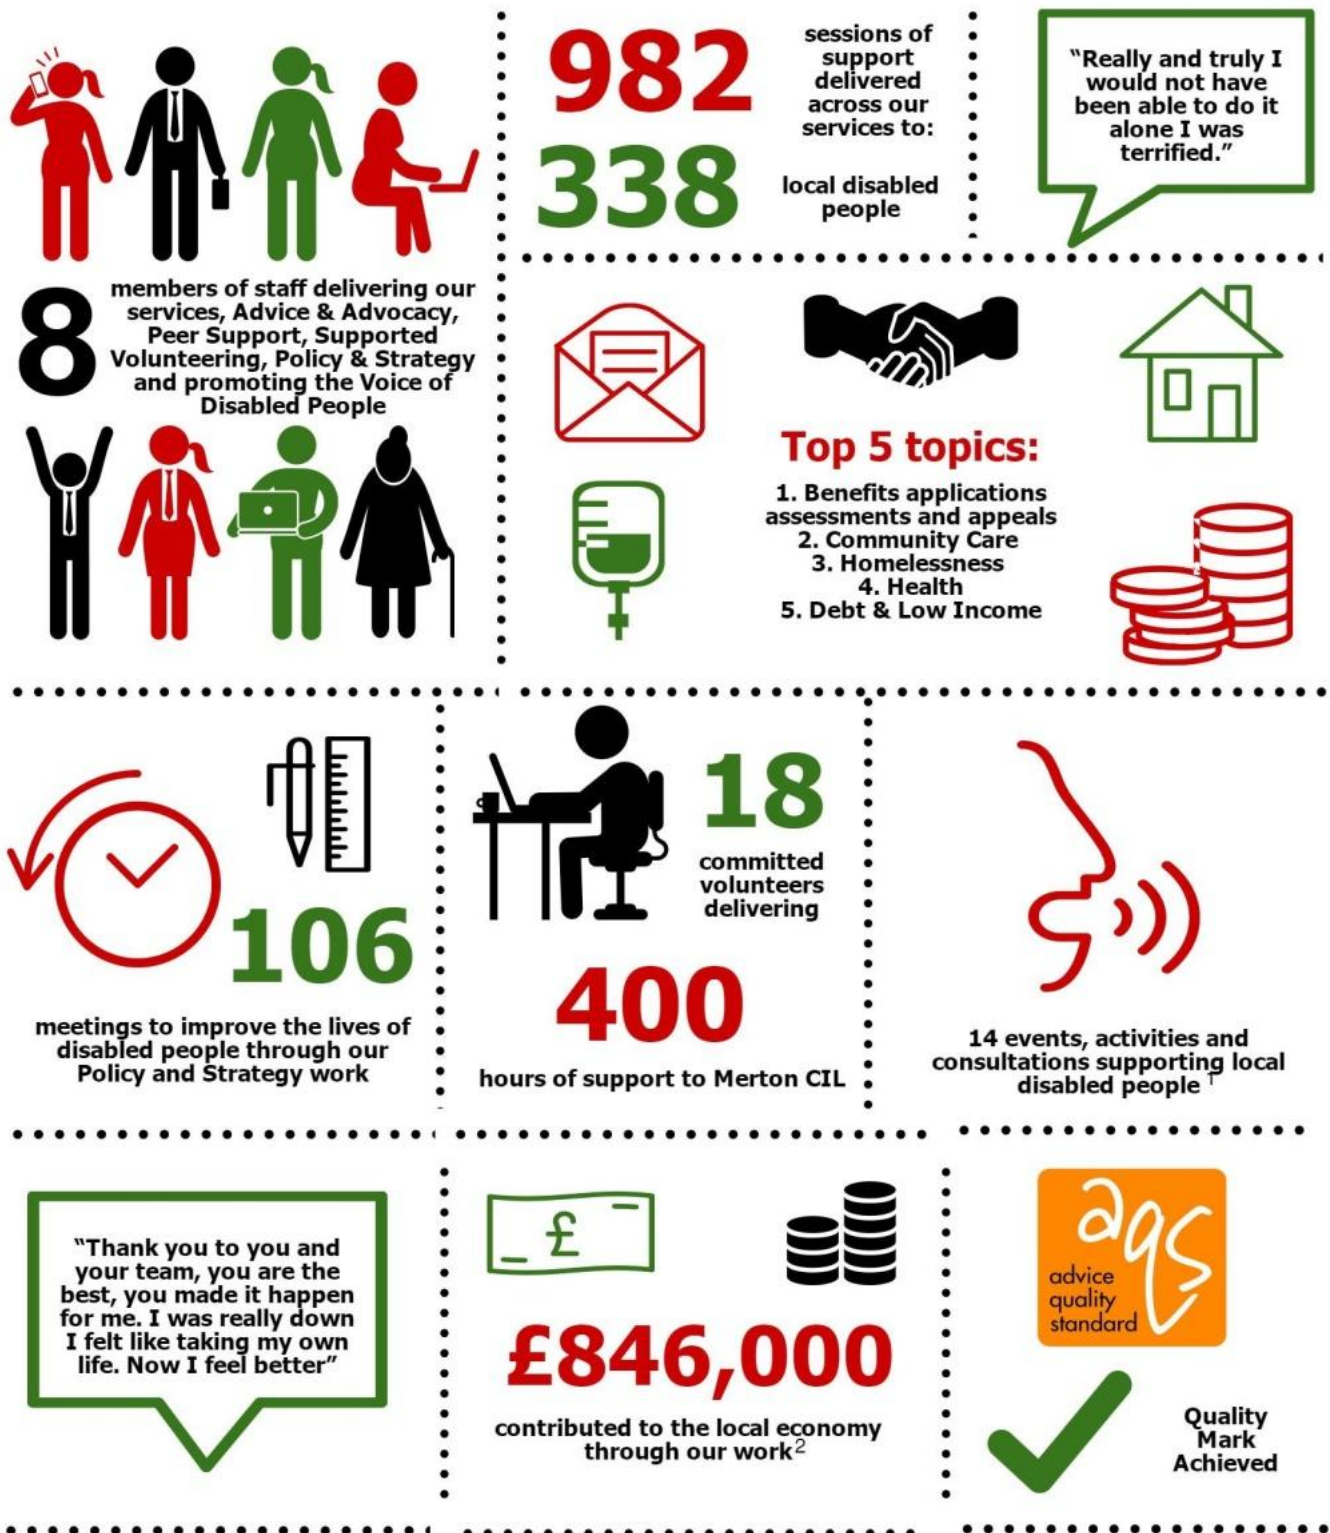 982
sessions of
support
delivered
across our
services to:
338
local disabled
people
"Really and truly I
would not have
been able to do it
alone I was
terrified."
8
members of staff delivering our
services, Advice & Advocacy,
Peer Support, Supported
Volunteering, Policy & Strategy
and promoting the Voice of
Disabled People
Top 5 topics:
1. Benefits applications
assessments and appeals
2. Community Care
3. Homelessness
4. Health
5. Debt & Low Income
106
meetings to improve the lives of
disabled people through our
Policy and Strategy work
18
committed
volunteers
delivering
400
hours of support to Merton CIL
14 events, activities and
consultations supporting local
disabled people 1
"Thank you to you and
your team, you are the
best, you made it happen
for me. I was really down
I felt like taking my own
life. Now I feel better"
£
£846,000
contributed to the local economy
through our work2
aqs
advice
quality
standard
Quality
Mark
Achieved